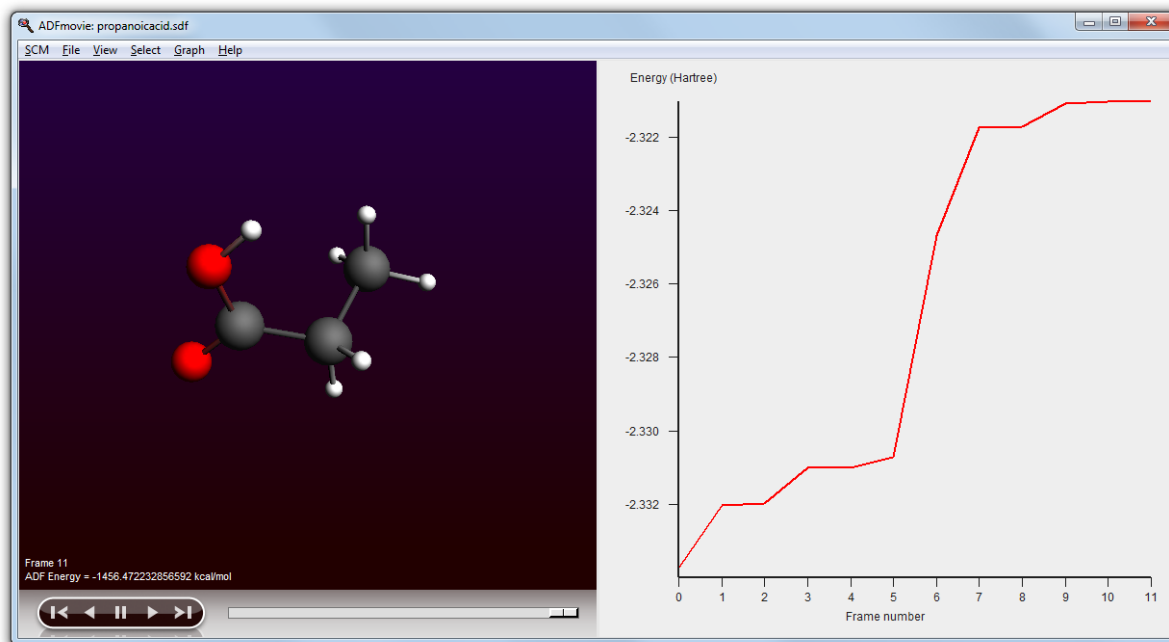 ADFmovie: propanoicacid.sdf
SCM File View Select Graph Help
Frame 11
ADF Energy = -1456.472232856592 kcal/mol
Energy (Hartree)
-2.322
-2.324
-2.326
-2.328
-2.330
-2.332
0 1 2 3 4 5 6 7 8 9 10 11
Frame number